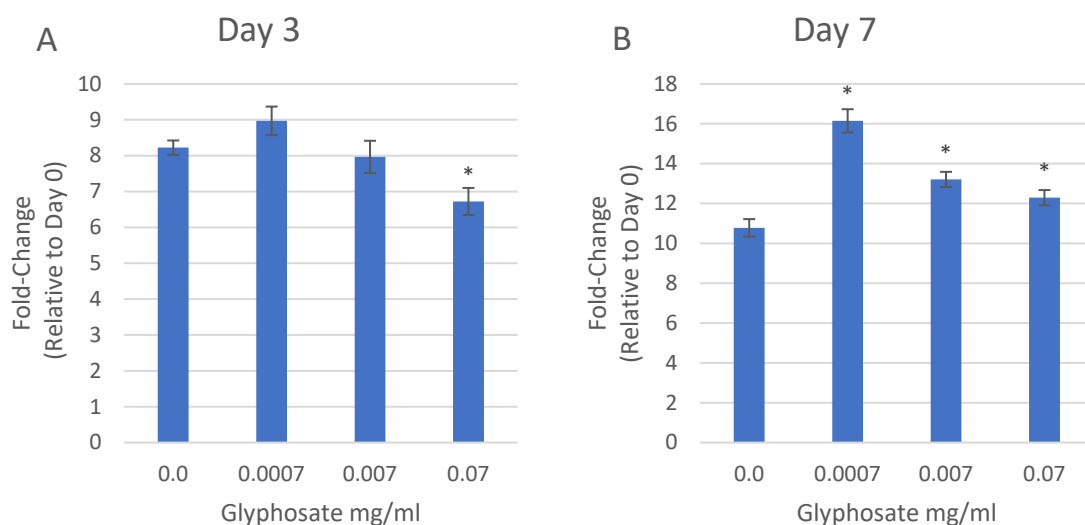 A
Day 3
Fold-Change
(Relative to Day 0)
10
9
8
7
6
5
4
3
2
1
0
*
0.0 0.0007 0.007 0.07
Glyphosate mg/ml
B
Day 7
Fold-Change
(Relative to Day 0)
18
16
14
12
10
8
6
4
2
0
*
*
*
0.0 0.0007 0.007 0.07
Glyphosate mg/ml